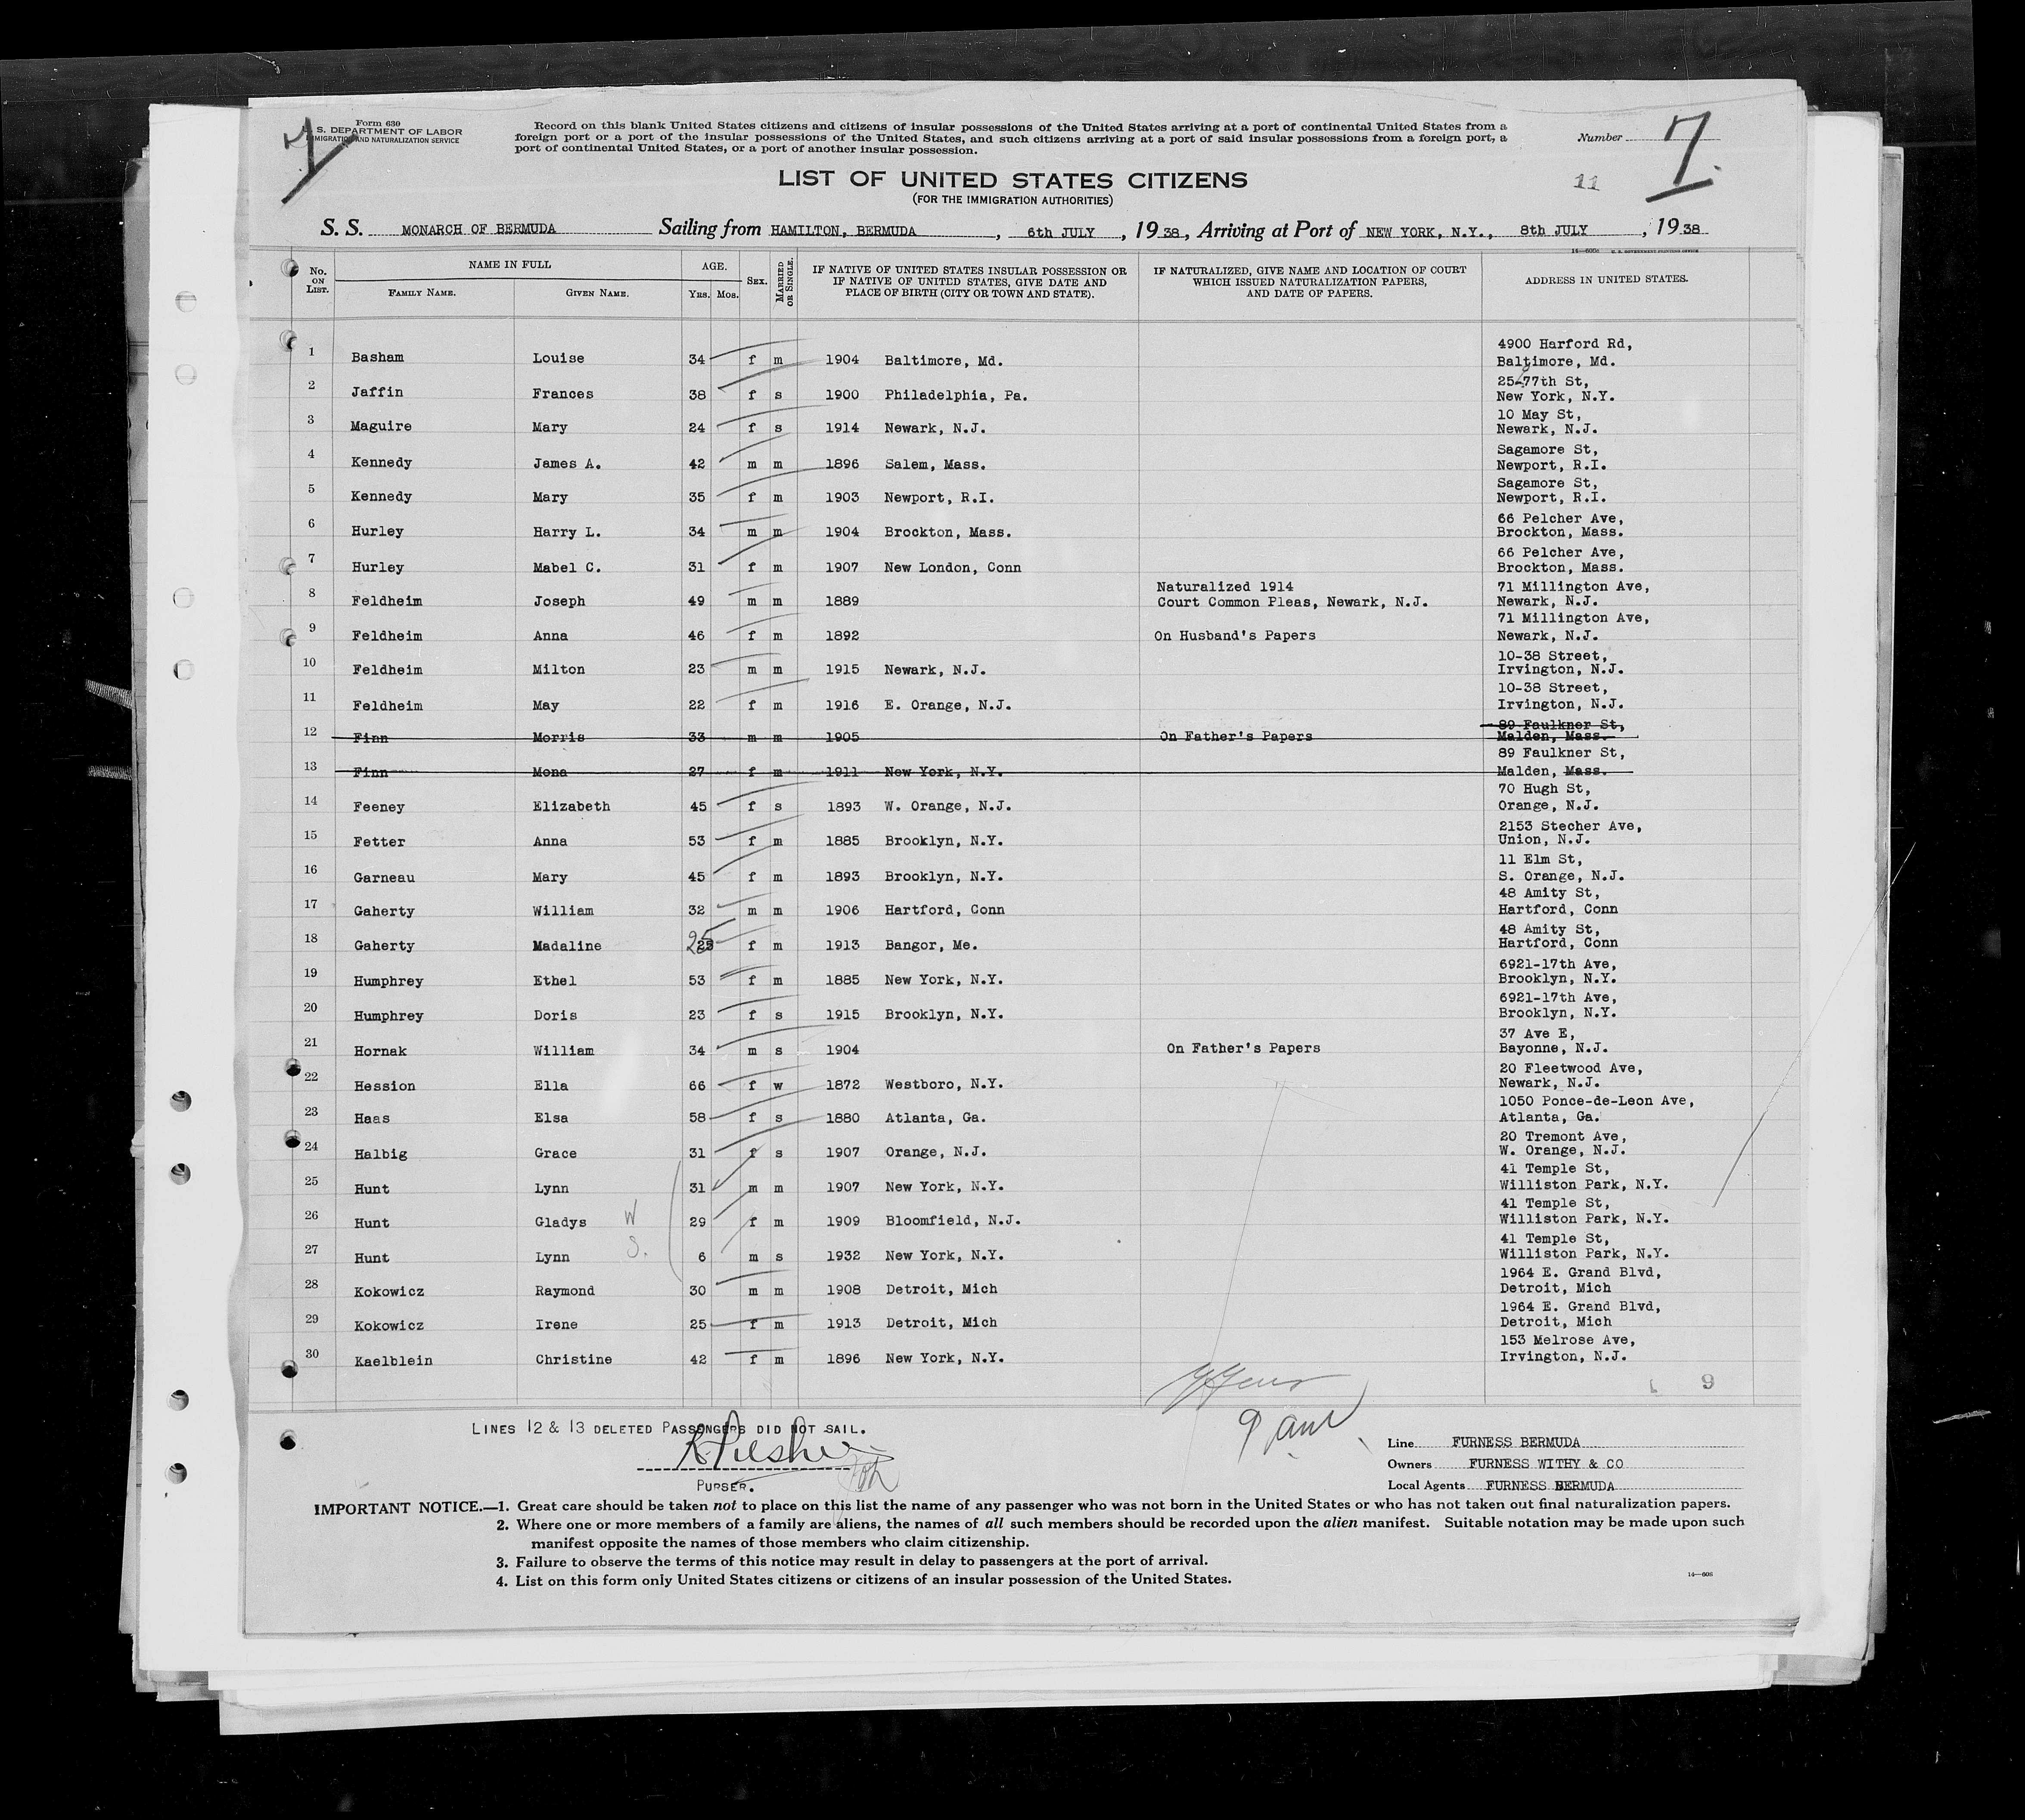 Form 630
U. S. DEPARTMENT OF LABOR
IMMIGRATION AND NATURALIZATION SERVICE
Record on this blank United States citizens and citizens of insular possessions of the United States arriving at a port of continental United States from a
foreign port or a port of the insular possessions of the United States, and such citizens arriving at a port of said insular possessions from a foreign port, a
port of continental United States, or a port of another insular possession.
Number 7.
11
LIST OF UNITED STATES CITIZENS
(FOR THE IMMIGRATION AUTHORITIES)
S. S. MONARCH OF BERMUDA Sailing from HAMILTON, BERMUDA, 6th JULY, 1938, Arriving at Port of NEW YORK, N.Y., 8th JULY, 1938
No. ON LIST. NAME IN FULL FAMILY NAME. GIVEN NAME. AGE. YRS. MOS. SEX. MARRIED OR SINGLE. IF NATIVE OF UNITED STATES INSULAR POSSESSION OR IF NATIVE OF UNITED STATES, GIVE DATE AND PLACE OF BIRTH (CITY OR TOWN AND STATE). IF NATURALIZED, GIVE NAME AND LOCATION OF COURT WHICH ISSUED NATURALIZATION PAPERS, AND DATE OF PAPERS. ADDRESS IN UNITED STATES.
4900 Harford Rd,
1 Basham Louise 34 f m 1904 Baltimore, Md. Baltimore, Md.
25-77th St,
2 Jaffin Frances 38 f s 1900 Philadelphia, Pa. New York, N.Y.
10 May St,
3 Maguire Mary 24 f s 1914 Newark, N.J. Newark, N.J.
Sagamore St,
4 Kennedy James A. 42 m m 1896 Salem, Mass. Newport, R.I.
Sagamore St,
5 Kennedy Mary 35 f m 1903 Newport, R.I. Newport, R.I.
66 Pelcher Ave,
6 Hurley Harry L. 34 m m 1904 Brockton, Mass. Brockton, Mass.
66 Pelcher Ave,
7 Hurley Mabel C. 31 f m 1907 New London, Conn Brockton, Mass.
Naturalized 1914 71 Millington Ave,
8 Feldheim Joseph 49 m m 1889 Court Common Pleas, Newark, N.J. Newark, N.J.
71 Millington Ave,
9 Feldheim Anna 46 f m 1892 On Husband's Papers Newark, N.J.
10-38 Street,
10 Feldheim Milton 23 m m 1915 Newark, N.J. Irvington, N.J.
10-38 Street,
11 Feldheim May 22 f m 1916 E. Orange, N.J. Irvington, N.J.
89 Faulkner St,
12 Finn Morris 33 m m 1905 On Father's Papers Malden, Mass.
89 Faulkner St,
13 Finn Mona 27 f m 1911 New York, N.Y. Malden, Mass.
70 Hugh St,
14 Feeney Elizabeth 45 f s 1893 W. Orange, N.J. Orange, N.J.
2153 Stecher Ave,
15 Fetter Anna 53 f m 1885 Brooklyn, N.Y. Union, N.J.
11 Elm St,
16 Garneau Mary 45 f m 1893 Brooklyn, N.Y. S. Orange, N.J.
48 Amity St,
17 Gaherty William 32 m m 1906 Hartford, Conn Hartford, Conn
48 Amity St,
18 Gaherty Madaline 25 f m 1913 Bangor, Me. Hartford, Conn
6921-17th Ave,
19 Humphrey Ethel 53 f m 1885 New York, N.Y. Brooklyn, N.Y.
6921-17th Ave,
20 Humphrey Doris 23 f s 1915 Brooklyn, N.Y. Brooklyn, N.Y.
37 Ave E,
21 Hornak William 34 m s 1904 On Father's Papers Bayonne, N.J.
20 Fleetwood Ave,
22 Hession Ella 66 f w 1872 Westboro, N.Y. Newark, N.J.
1050 Ponce-de-Leon Ave,
23 Haas Elsa 58 f s 1880 Atlanta, Ga. Atlanta, Ga.
20 Tremont Ave,
24 Halbig Grace 31 f s 1907 Orange, N.J. W. Orange, N.J.
41 Temple St,
25 Hunt Lynn 31 m m 1907 New York, N.Y. Williston Park, N.Y.
41 Temple St,
26 Hunt Gladys W 29 f m 1909 Bloomfield, N.J. Williston Park, N.Y.
41 Temple St,
27 Hunt Lynn S. 6 m s 1932 New York, N.Y. Williston Park, N.Y.
1964 E. Grand Blvd,
28 Kokowicz Raymond 30 m m 1908 Detroit, Mich Detroit, Mich
1964 E. Grand Blvd,
29 Kokowicz Irene 25 f m 1913 Detroit, Mich Detroit, Mich
153 Melrose Ave,
30 Kaelblein Christine 42 f m 1896 New York, N.Y. Irvington, N.J.
9
LINES 12 & 13 DELETED PASSENGERS DID NOT SAIL.
PURSER.
Line FURNESS BERMUDA
Owners FURNESS WITHY & CO
Local Agents FURNESS BERMUDA
IMPORTANT NOTICE.—1. Great care should be taken not to place on this list the name of any passenger who was not born in the United States or who has not taken out final naturalization papers.
2. Where one or more members of a family are aliens, the names of all such members should be recorded upon the alien manifest. Suitable notation may be made upon such
manifest opposite the names of those members who claim citizenship.
3. Failure to observe the terms of this notice may result in delay to passengers at the port of arrival.
4. List on this form only United States citizens or citizens of an insular possession of the United States.